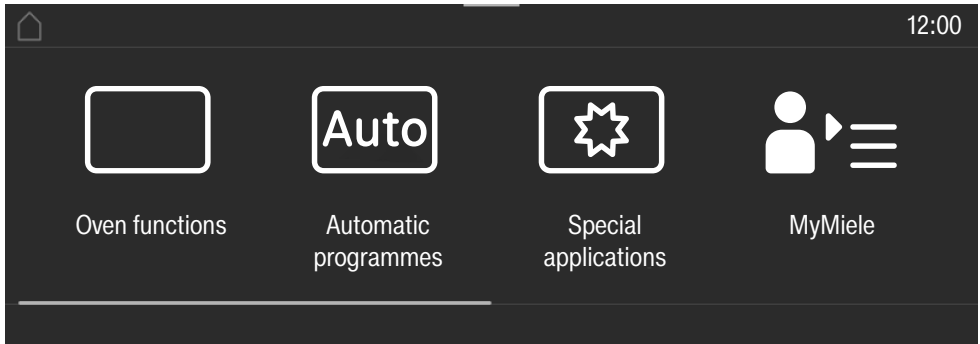 12:00
Auto
Oven functions
Automatic
programmes
Special
applications
MyMiele